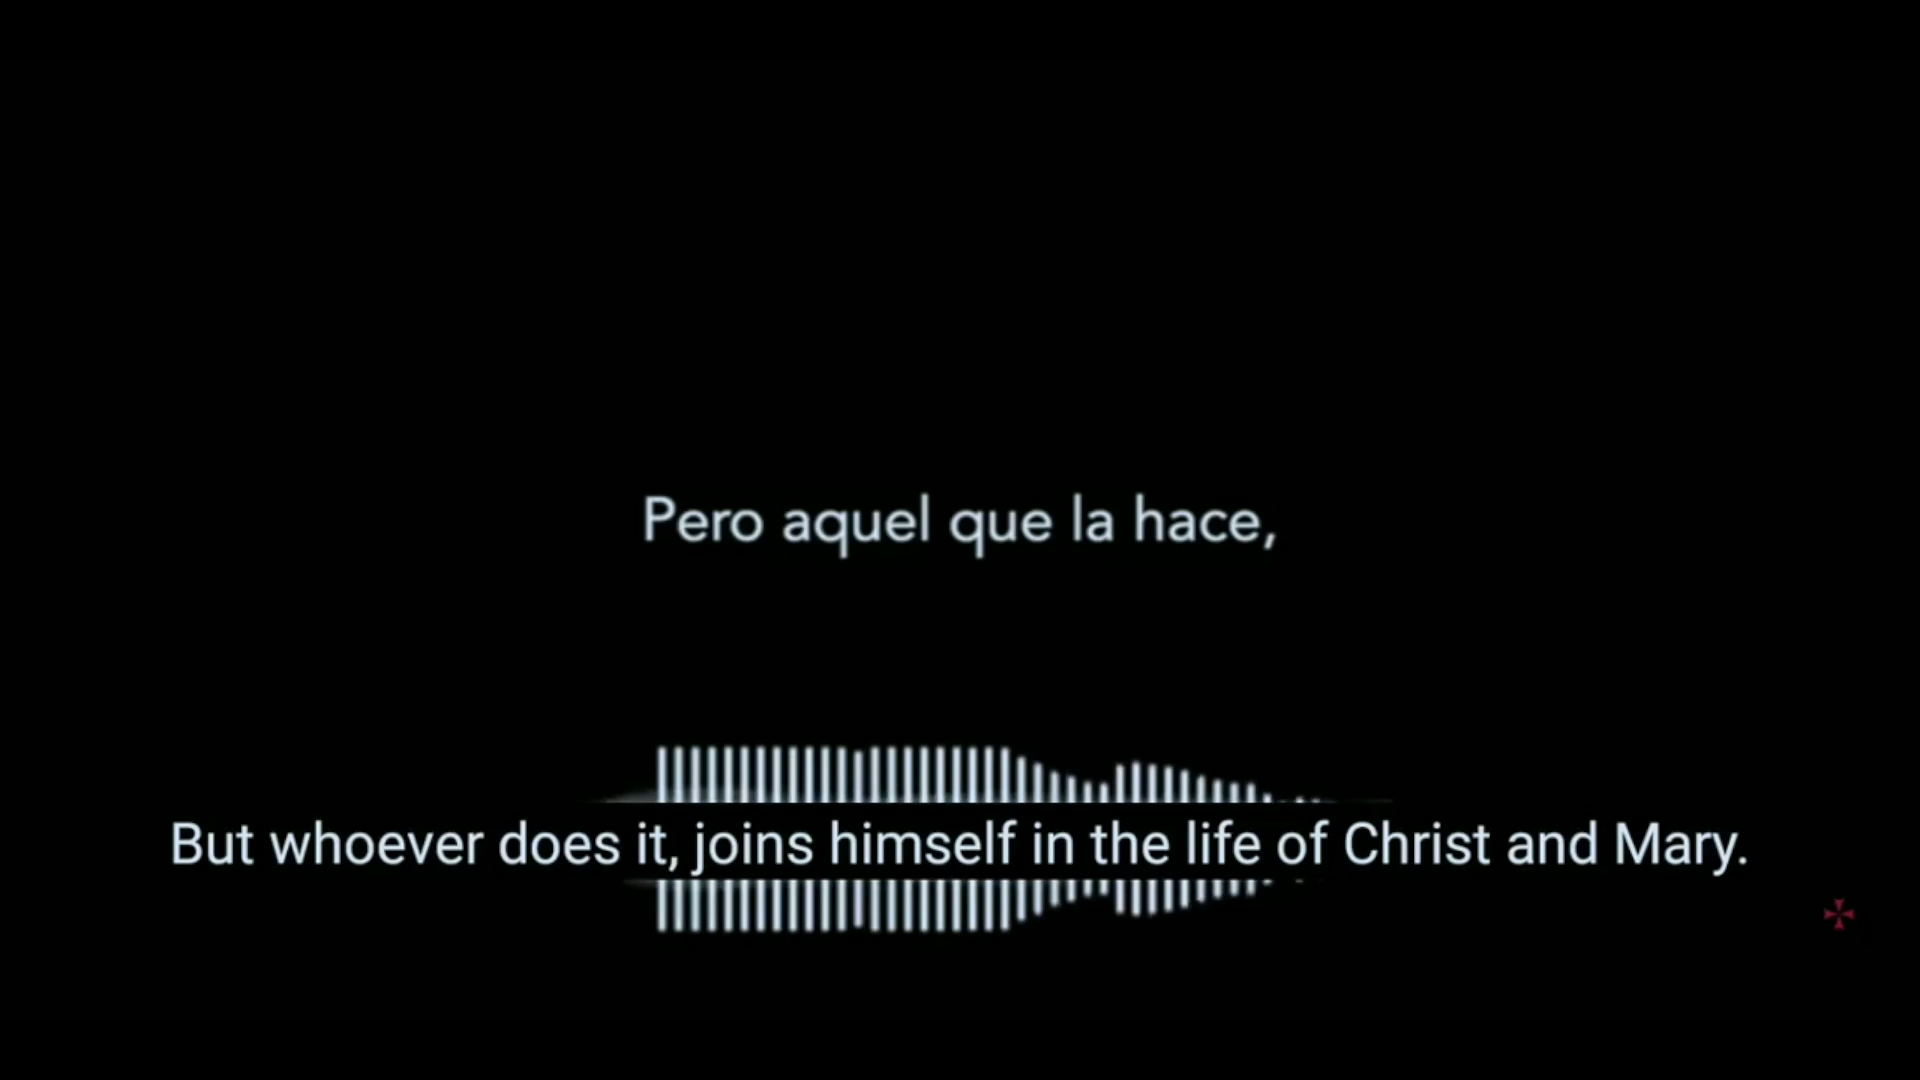 Pero aquel que la hace,
But whoever does it, joins himself in the life of Christ and Mary.